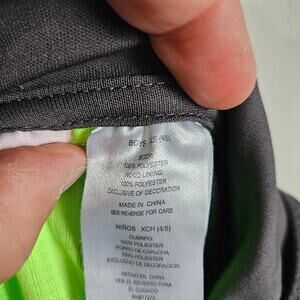 BOYS XS (4/5)
BODY:
100% POLYESTER
HOOD LINING:
100% POLYESTER
EXCLUSIVE OF DECORATION
MADE IN CHINA
SEE REVERSE FOR CARE
NIÑOS XCH (4/5)
CUERPO:
100% POLIESTER
FORRO DE CAPUCHA
100% POLIESTER
EXCLUSIVO DE DECORACIÓN
HECHO EN CHINA
VER REVERSO PARA
EL CUIDADO